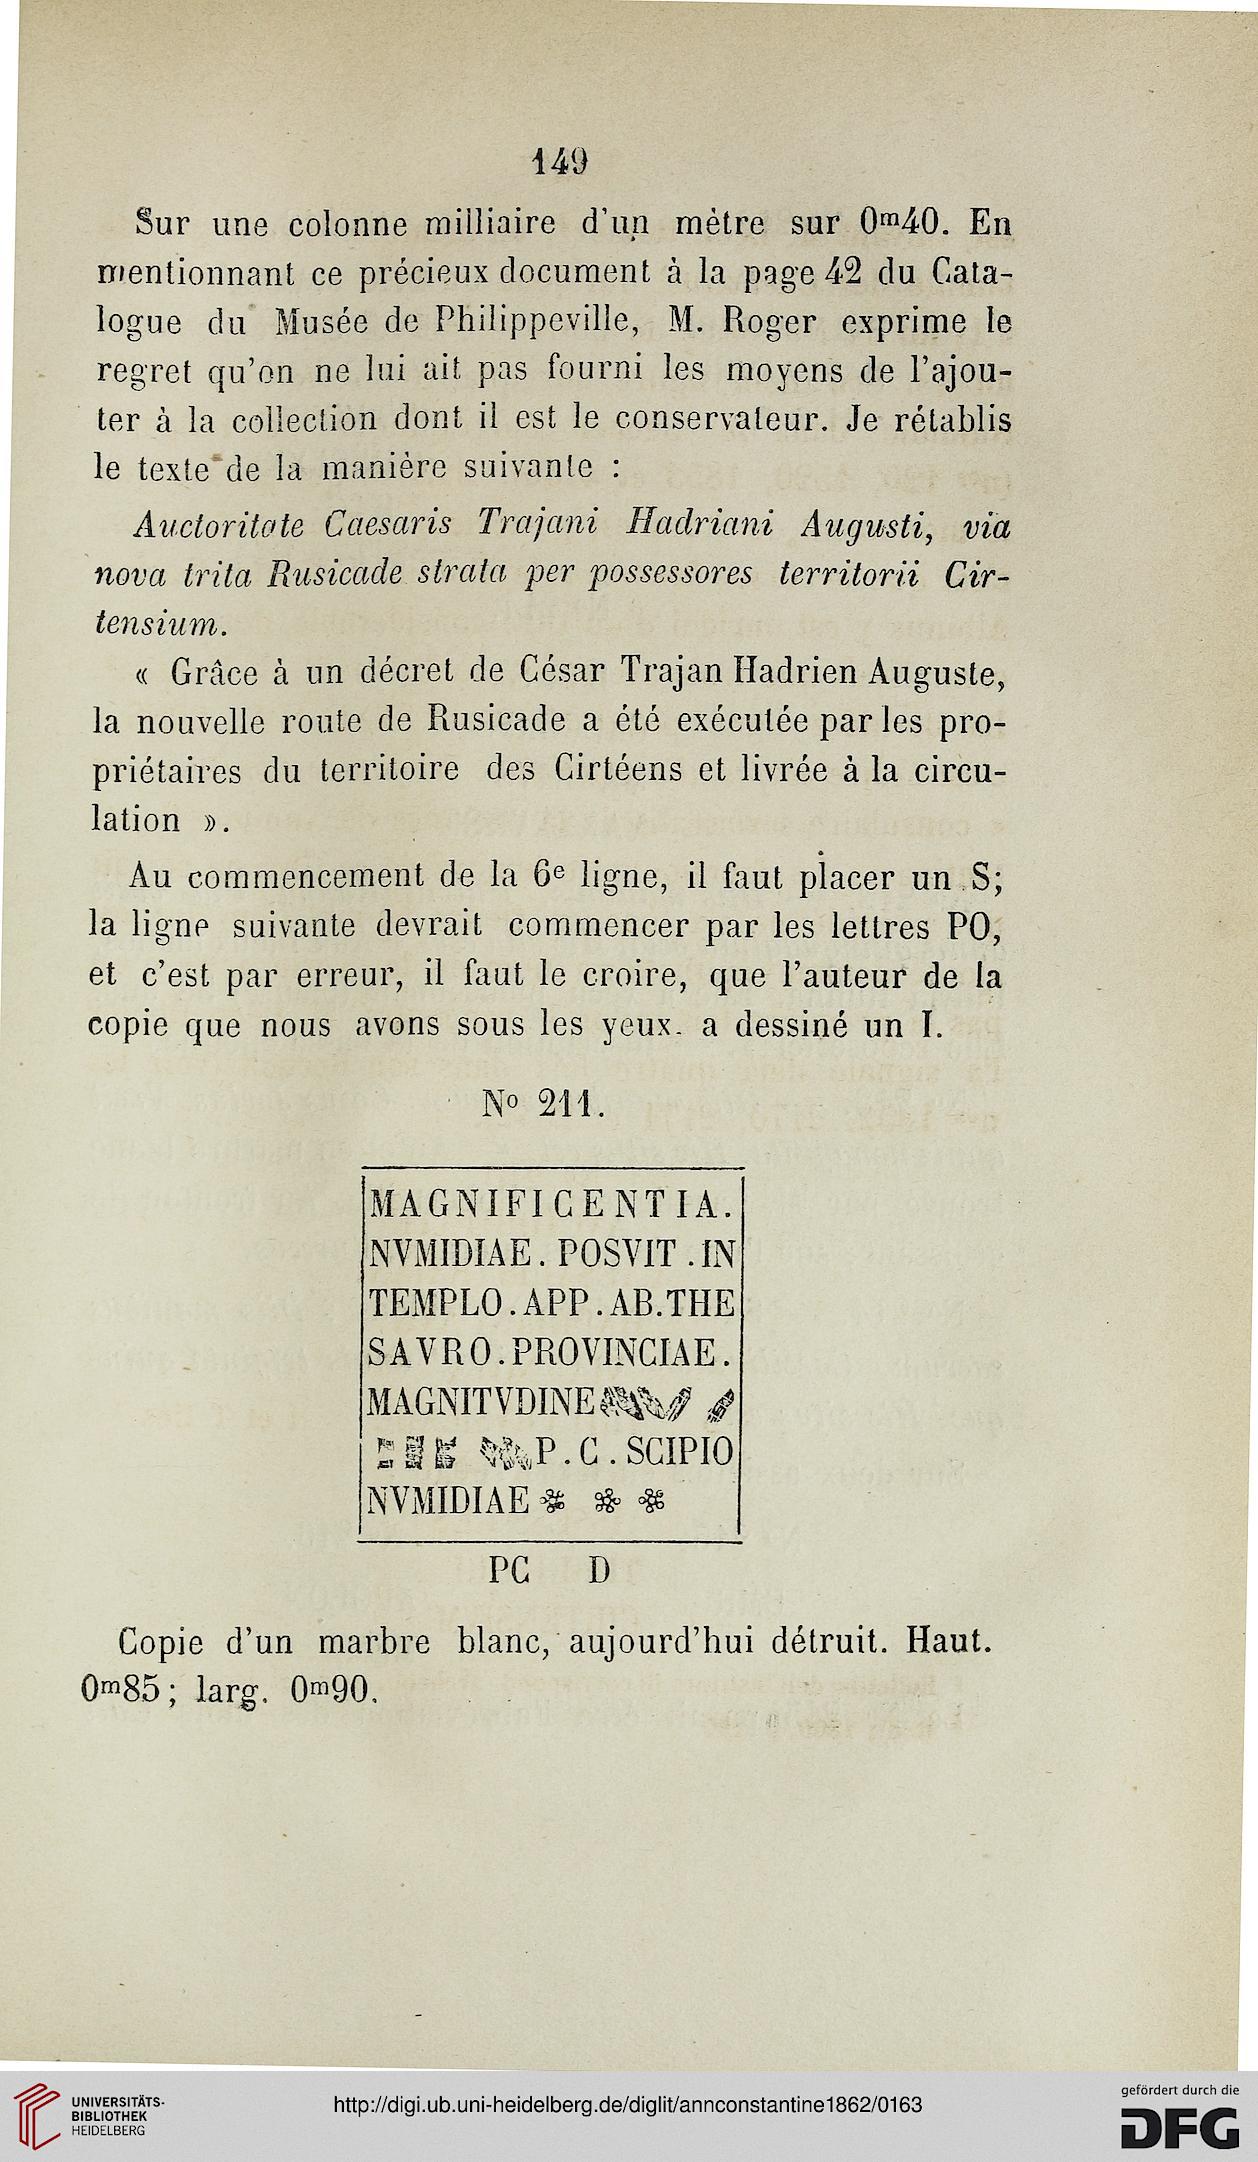 149
Sur une colonne milliaire d'un mètre sur 0m40. En
mentionnant ce précieux document à la page 42 du Cata-
logue du Musée de Philippeville, M. Roger exprime le
regret qu'on ne lui ait pas fourni les moyens de l'ajou-
ter à la collection dont il est le conservateur. Je rétablis
le texte de la manière suivante :
Auctoritate Caesaris Trajani Hadriani Augusti, via
nova trita Rusicade strata per possessores territorii Cir-
tensium.
« Grâce à un décret de César Trajan Hadrien Auguste,
la nouvelle route de Rusicade a été exécutée par les pro-
priétaires du territoire des Cirtéens et livrée à la circu-
lation ».
Au commencement de la 6e ligne, il faut placer un S;
la ligne suivante devrait commencer par les lettres PO,
et c'est par erreur, il faut le croire, que l'auteur de la
copie que nous avons sous les yeux. a dessiné un I.
No 211.
MAGNIFICENTIA.
NVMIDIAE. POSVIT .IN
TEMPLO. APP. AB.THE
SAVRO.PROVINCIAE.
MAGNITVDINE
P. C. SCIPIO
NVMIDIAE
PC D
Copie d'un marbre blanc, aujourd'hui détruit. Haut.
0m85; larg. 0m90.
UNIVERSITÄTS-
BIBLIOTHEK
HEIDELBERG
http://digi.ub.uni-heidelberg.de/diglit/annconstantine1862/0163
gefördert durch die
DFG